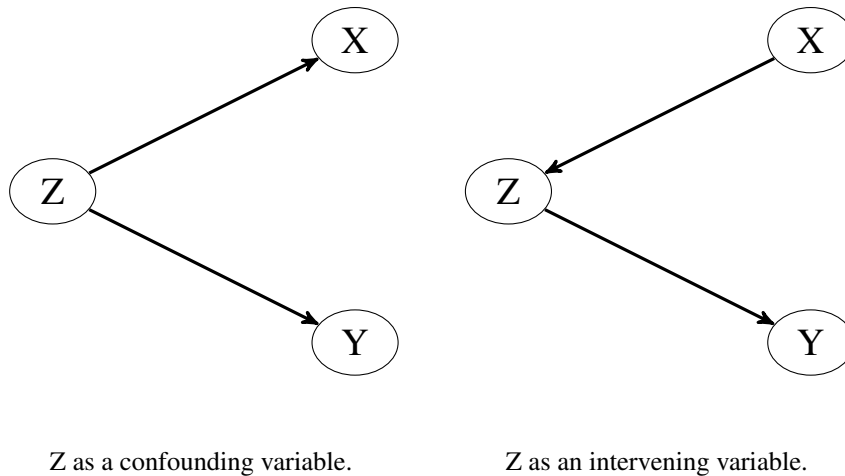 X
Z
Y
Z as a confounding variable.
X
Z
Y
Z as an intervening variable.